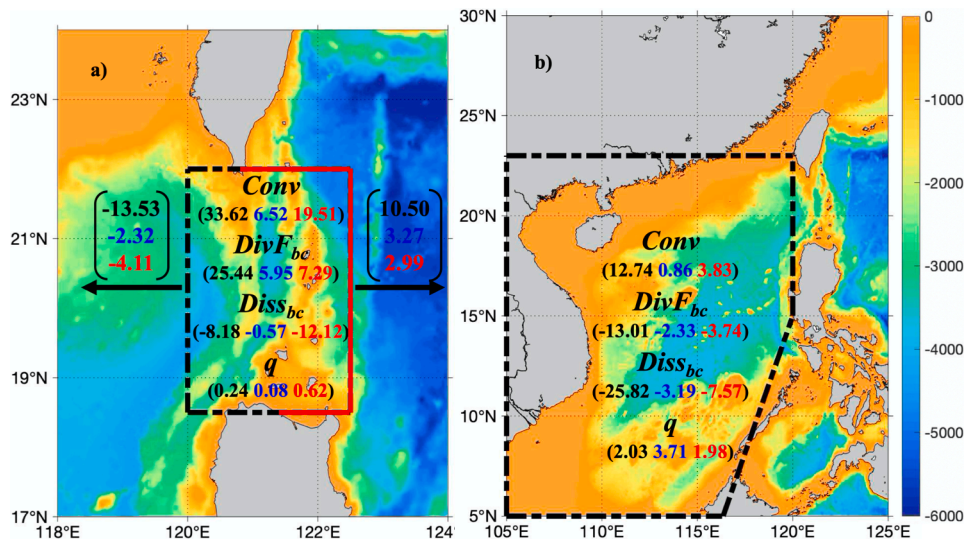 a)
23°N
21°N
19°N
17°N
118°E
120°E
122°E
124°E
-13.53
-2.32
-4.11
Conv
(33.62 6.52 19.51)
DivF_bc
(25.44 5.95 7.29)
Diss_bc
(-8.18 -0.57 -12.12)
q
(0.24 0.08 0.62)
10.50
3.27
2.99
b)
30°N
25°N
20°N
15°N
10°N
5°N
105°E
110°E
115°E
120°E
125°E
Conv
(12.74 0.86 3.83)
DivF_bc
(-13.01 -2.33 -3.74)
Diss_bc
(-25.82 -3.19 -7.57)
q
(2.03 3.71 1.98)
0
-1000
-2000
-3000
-4000
-5000
-6000